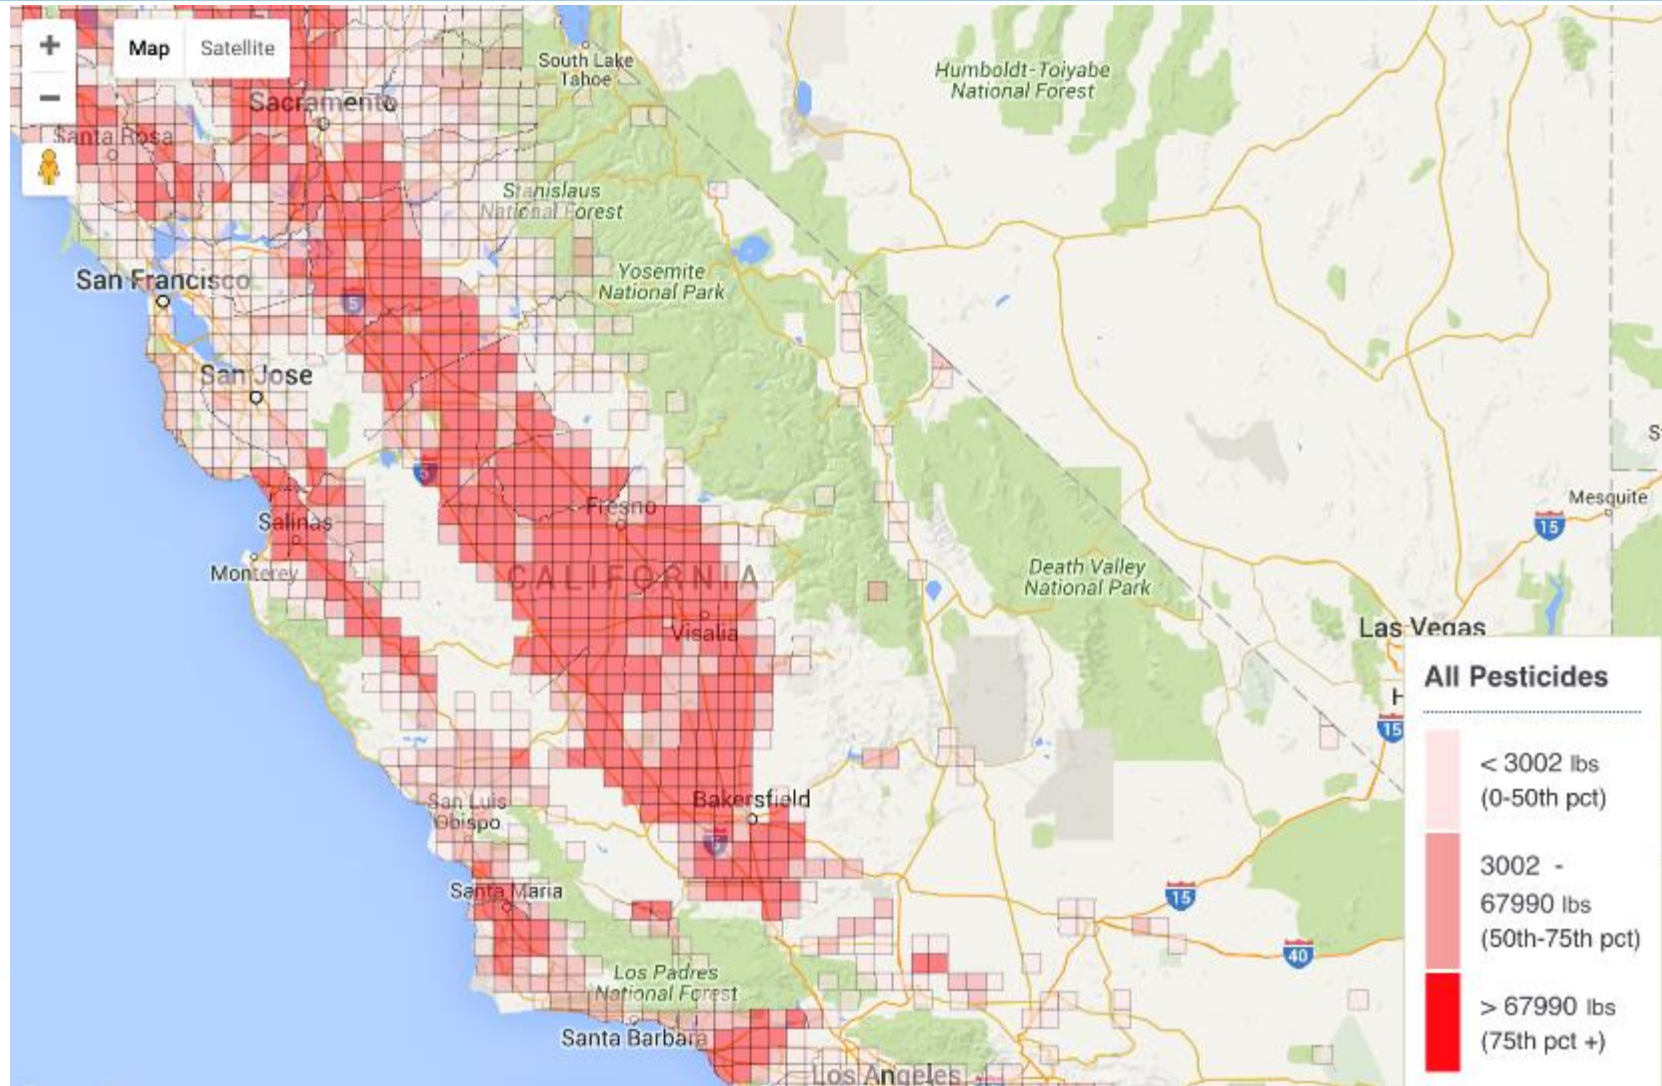 +
Map Satellite
−
South Lake
Tahoe
Humboldt-Toiyabe
National Forest
Sacramento
Santa Rosa
Stanislaus
National Forest
Yosemite
National Park
San Francisco
5
San Jose
5
Fresno
Salinas
Monterey
CALIFORNIA
Visalia
Mesquite
15
Death Valley
National Park
Las Vegas
H
15
San Luis
Obispo
Bakersfield
5
Santa Maria
15
40
Los Padres
National Forest
Santa Barbara
Los Angeles
S
All Pesticides
< 3002 lbs
(0-50th pct)
3002 -
67990 lbs
(50th-75th pct)
> 67990 lbs
(75th pct +)